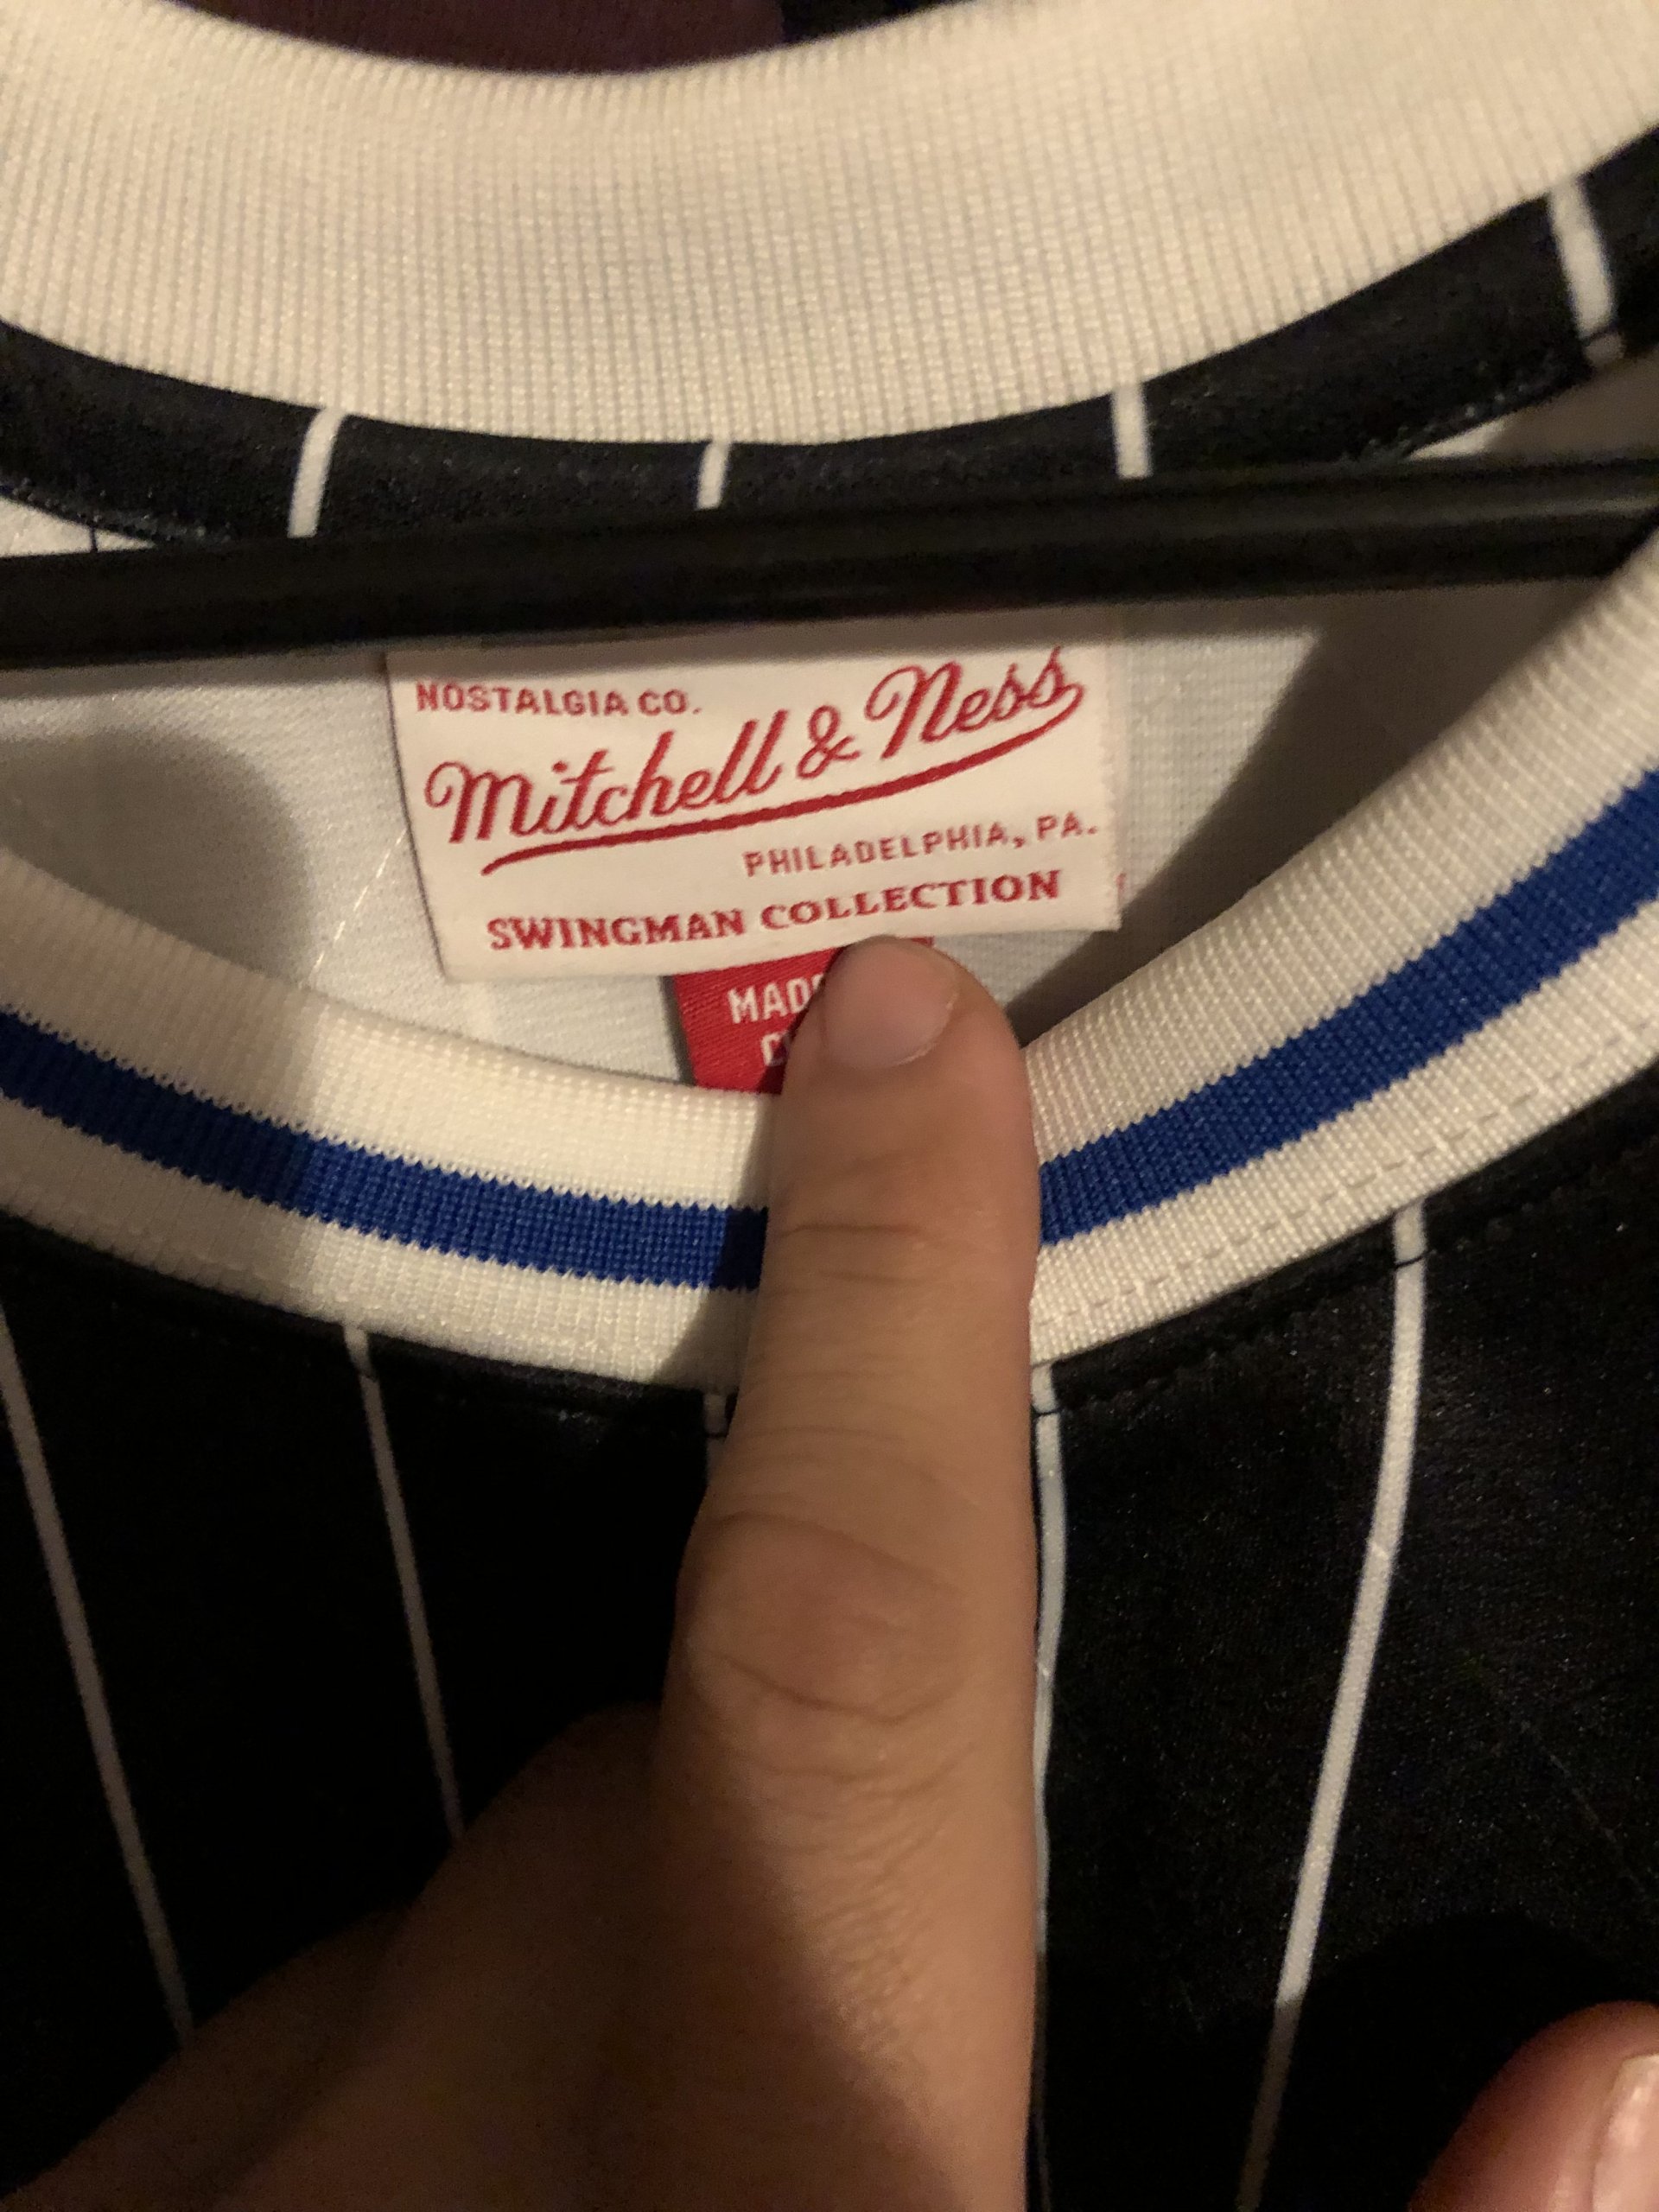 NOSTALGIA CO.
Mitchell & Ness
PHILADELPHIA, PA.
SWINGMAN COLLECTION